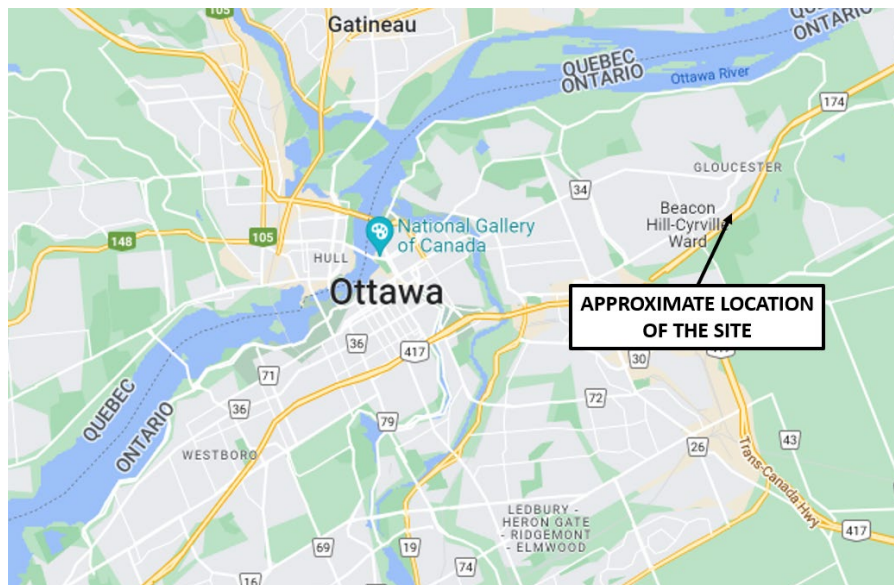 105
Gatineau
QUEBEC
ONTARIO
QUEBEC
ONTARIO
Ottawa River
174
GLOUCESTER
34
Beacon
Hill-Cyrville
Ward
National Gallery
of Canada
148
105
HULL
Ottawa
APPROXIMATE LOCATION
OF THE SITE
36
417
71
30
72
36
79
QUEBEC
ONTARIO
26
43
WESTBORO
Trans-Canada Hwy
417
LEDBURY -
HERON GATE
- RIDGEMONT
- ELMWOOD
69
19
74
16